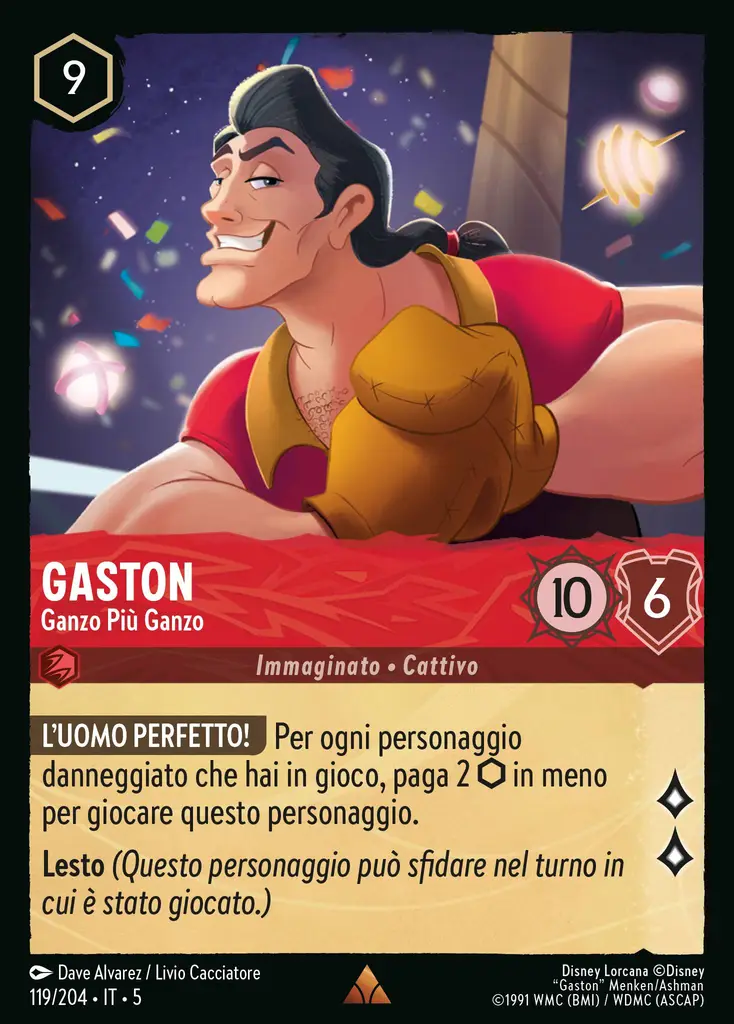 9
GASTON
Ganzo Più Ganzo
10
6
Immaginato • Cattivo
L'UOMO PERFETTO! Per ogni personaggio
danneggiato che hai in gioco, paga 2 ⬡ in meno
per giocare questo personaggio.
Lesto (Questo personaggio può sfidare nel turno in
cui è stato giocato.)
Dave Alvarez / Livio Cacciatore
119/204 • IT • 5
Disney Lorcana ©Disney
“Gaston” Menken/Ashman
©1991 WMC (BMI) / WDMC (ASCAP)